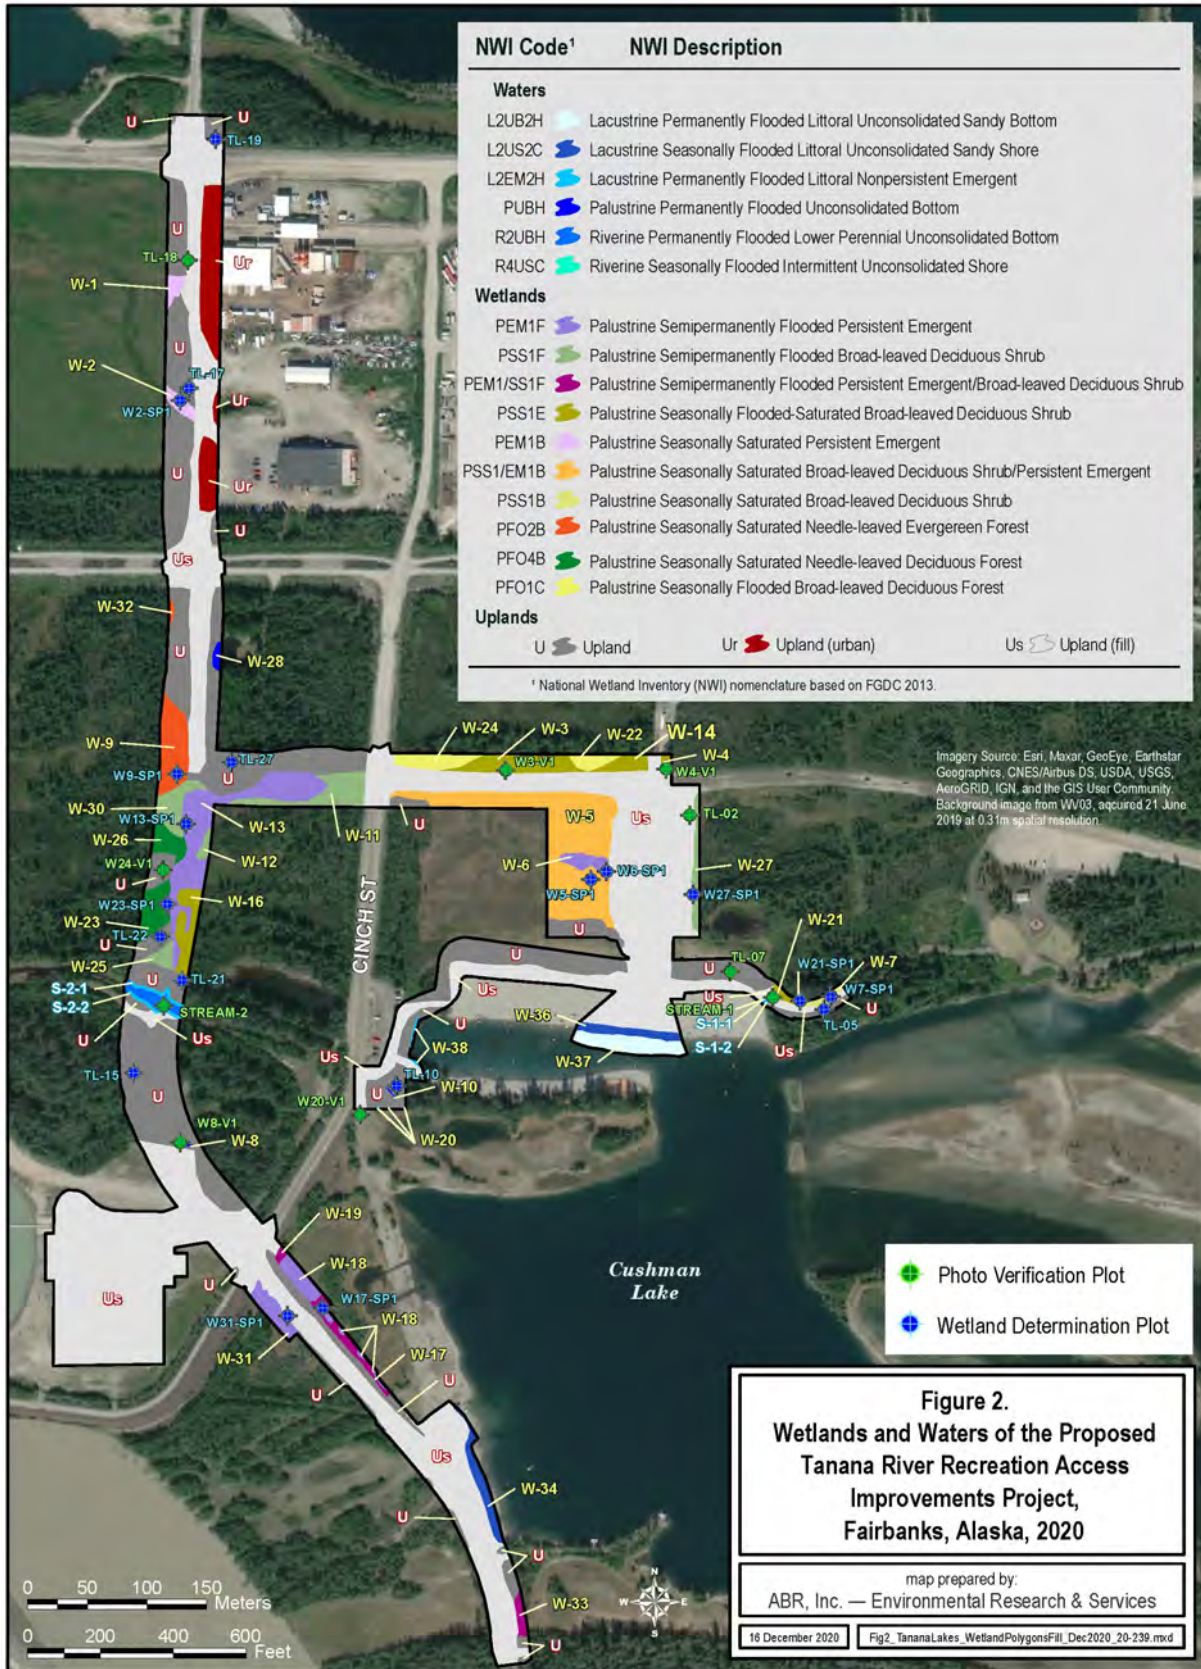 NWI Code¹ NWI Description
Waters
L2UB2H Lacustrine Permanently Flooded Littoral Unconsolidated Sandy Bottom
L2US2C Lacustrine Seasonally Flooded Littoral Unconsolidated Sandy Shore
L2EM2H Lacustrine Permanently Flooded Littoral Nonpersistent Emergent
PUBH Palustrine Permanently Flooded Unconsolidated Bottom
R2UBH Riverine Permanently Flooded Lower Perennial Unconsolidated Bottom
R4USC Riverine Seasonally Flooded Intermittent Unconsolidated Shore
Wetlands
PEM1F Palustrine Semipermanently Flooded Persistent Emergent
PSS1F Palustrine Semipermanently Flooded Broad-leaved Deciduous Shrub
PEM1/SS1F Palustrine Semipermanently Flooded Persistent Emergent/Broad-leaved Deciduous Shrub
PSS1E Palustrine Seasonally Flooded-Saturated Broad-leaved Deciduous Shrub
PEM1B Palustrine Seasonally Saturated Persistent Emergent
PSS1/EM1B Palustrine Seasonally Saturated Broad-leaved Deciduous Shrub/Persistent Emergent
PSS1B Palustrine Seasonally Saturated Broad-leaved Deciduous Shrub
PFO2B Palustrine Seasonally Saturated Needle-leaved Evergereen Forest
PFO4B Palustrine Seasonally Saturated Needle-leaved Deciduous Forest
PFO1C Palustrine Seasonally Flooded Broad-leaved Deciduous Forest
Uplands
U Upland Ur Upland (urban) Us Upland (fill)
¹ National Wetland Inventory (NWI) nomenclature based on FGDC 2013.
U U
TL-19
U
TL-18 Ur
W-1
U
W-2 TL-17
W2-SP1 Ur
U
Ur
U
Us
W-32
U W-28
W-9
W9-SP1 TL-27
U
W-30
W13-SP1 W-13
W-26 W-11
W-12
W24-V1
U
W23-SP1 W-16
W-23
TL-22
U
W-25
U TL-21
S-2-1
S-2-2
STREAM-2
U Us
TL-15
U
W8-V1
W-8
CINCH ST
W-24 W-3 W-22 W-14
W3-V1 W-4
W4-V1
Imagery Source: Esri, Maxar, GeoEye, Earthstar
Geographics, CNES/Airbus DS, USDA, USGS,
AeroGRID, IGN, and the GIS User Community.
Background image from WV03, aqcuired 21 June
2019 at 0.31m spatial resolution.
U W-5 Us TL-02
W-6 W6-SP1 W-27
W5-SP1 W27-SP1
U
U
U TL-07 W-21
W21-SP1 W-7
W7-SP1
Us Us U
STREAM-1 TL-05
S-1-1
S-1-2 Us
U
W-36
W-38 W-37
Us
TL-10
U W-10
W20-V1
W-20
W-19
W-18
U
Us W17-SP1
W31-SP1 W-18
W-31 W-17
U U
Us
W-34
U
U
W-33
U
Cushman
Lake
Photo Verification Plot
Wetland Determination Plot
Figure 2.
Wetlands and Waters of the Proposed
Tanana River Recreation Access
Improvements Project,
Fairbanks, Alaska, 2020
map prepared by:
ABR, Inc. — Environmental Research & Services
16 December 2020 Fig2_TananaLakes_WetlandPolygonsFill_Dec2020_20-239.mxd
N
W E
S
0 50 100 150
Meters
0 200 400 600
Feet